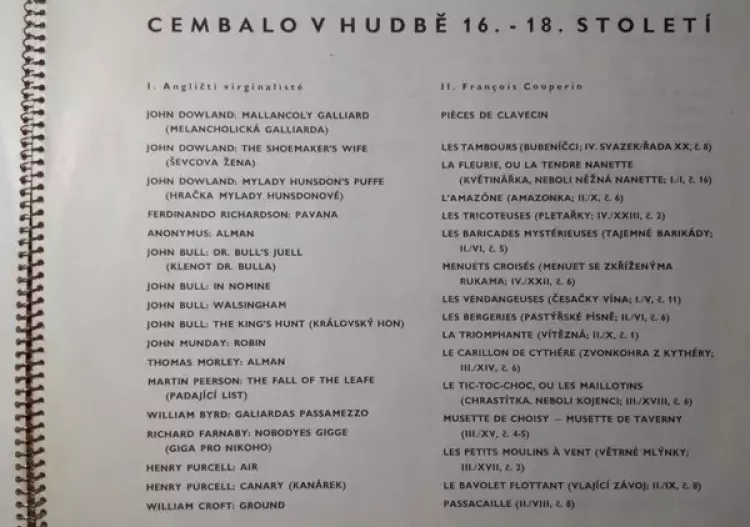 CEMBALO V HUDBĚ 16. - 18. STOLETÍ
I. Angličtí virginalisté
JOHN DOWLAND: MALLANCOLY GALLIARD
(MELANCHOLICKÁ GALLIARDA)
JOHN DOWLAND: THE SHOEMAKER'S WIFE
(ŠEVCOVA ŽENA)
JOHN DOWLAND: MYLADY HUNSDON'S PUFFE
(HRAČKA MYLADY HUNSDONOVÉ)
FERDINANDO RICHARDSON: PAVANA
ANONYMUS: ALMAN
JOHN BULL: DR. BULL'S JUELL
(KLENOT DR. BULLA)
JOHN BULL: IN NOMINE
JOHN BULL: WALSINGHAM
JOHN BULL: THE KING'S HUNT (KRÁLOVSKÝ HON)
JOHN MUNDAY: ROBIN
THOMAS MORLEY: ALMAN
MARTIN PEERSON: THE FALL OF THE LEAFE
(PADAJÍCÍ LIST)
WILLIAM BYRD: GALIARDAS PASSAMEZZO
RICHARD FARNABY: NOBODYES GIGGE
(GIGA PRO NIKOHO)
HENRY PURCELL: AIR
HENRY PURCELL: CANARY (KANÁREK)
WILLIAM CROFT: GROUND
II. François Couperin
PIÈCES DE CLAVECIN
LES TAMBOURS (BUBENÍČCI; IV. SVAZEK/ŘADA XX, č. 8)
LA FLEURIE, OU LA TENDRE NANETTE
(KVĚTINÁŘKA, NEBOLI NĚŽNÁ NANETTE; I./I, č. 16)
L'AMAZÔNE (AMAZONKA; II./X, č. 6)
LES TRICOTEUSES (PLETAŘKY; IV./XXIII, č. 2)
LES BARICADES MYSTÉRIEUSES (TAJEMNÉ BARIKÁDY;
II./VI, č. 5)
MENUETS CROISÉS (MENUET SE ZKŘÍŽENÝMA
RUKAMA; IV./XXII, č. 6)
LES VENDANGEUSES (ČESAČKY VÍNA; I./V, č. 11)
LES BERGERIES (PASTÝŘSKÉ PÍSNĚ; II./VI, č. 6)
LA TRIOMPHANTE (VÍTĚZNÁ; II./X, č. 1)
LE CARILLON DE CYTHÉRE (ZVONKOHRA Z KYTHÉRY;
III./XIV, č. 6)
LE TIC-TOC-CHOC, OU LES MAILLOTINS
(CHRASTÍTKA, NEBOLI KOJENCI; III./XVIII, č. 6)
MUSETTE DE CHOISY — MUSETTE DE TAVERNY
(III./XV, č. 4-5)
LES PETITS MOULINS À VENT (VĚTRNÉ MLÝNKY;
III./XVII, č. 2)
LE BAVOLET FLOTTANT (VLAJÍCÍ ZÁVOJ; II./IX, č. 8)
PASSACAILLE (II./VIII, č. 8)